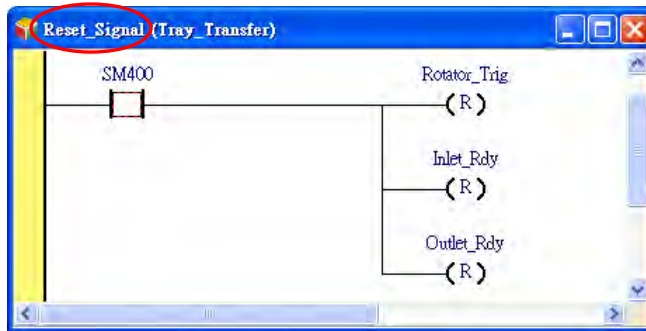 Reset_Signal (Tray_Transfer)
SM400
Rotator_Trig
(R)
Inlet_Rdy
(R)
Outlet_Rdy
(R)